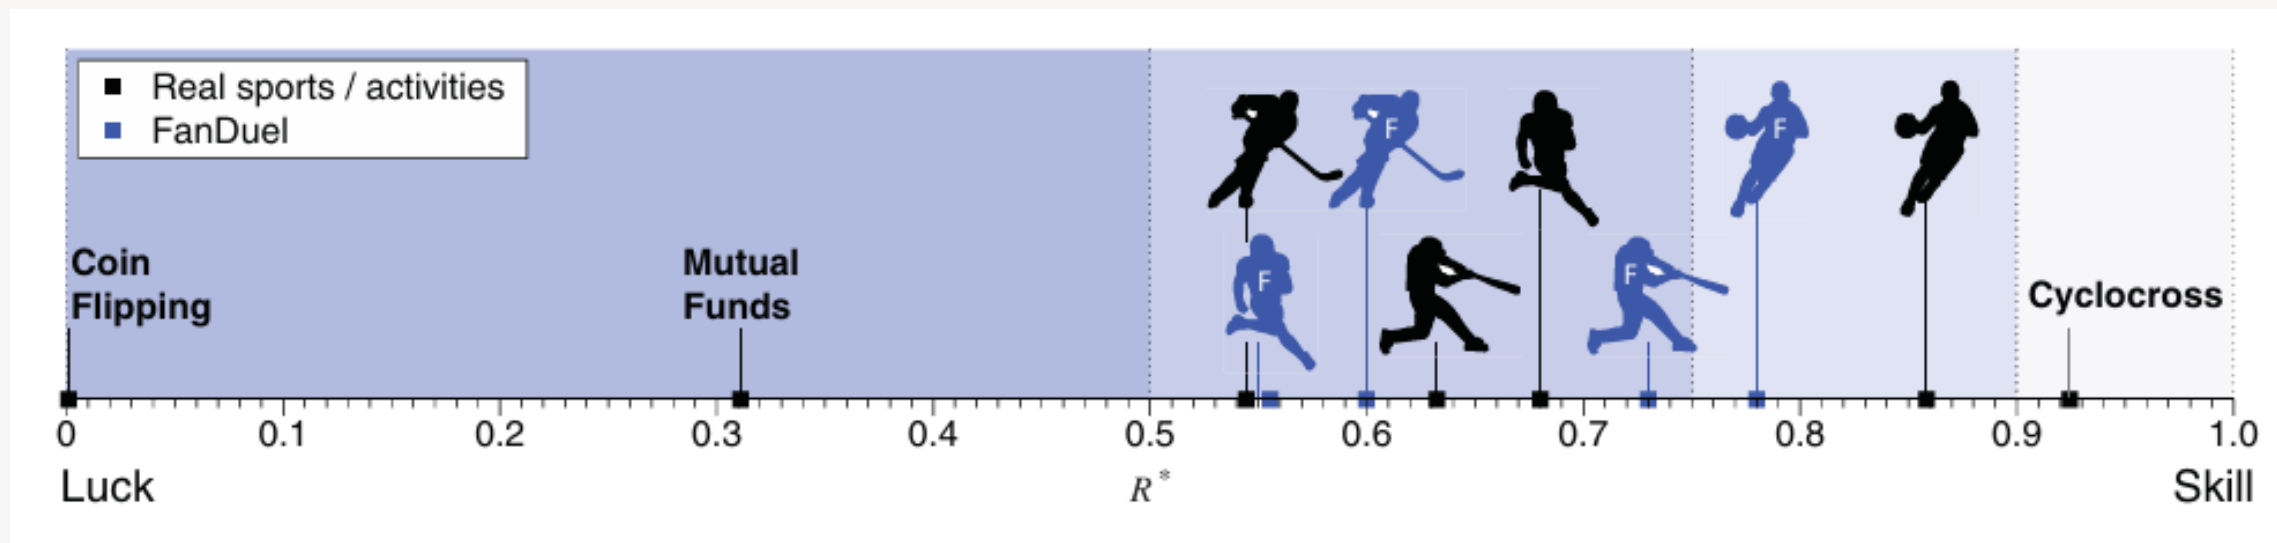 Real sports / activities
FanDuel
F
F
F
F
Coin
Flipping
Mutual
Funds
Cyclocross
0 0.1 0.2 0.3 0.4 0.5 0.6 0.7 0.8 0.9 1.0
Luck R* Skill